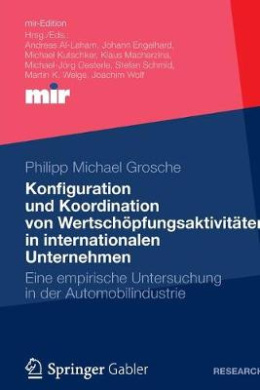 mir-Edition
Hrsg./Eds.:
Andreas Al-Laham, Johann Engelhard,
Michael Kutschker, Klaus Macharzina,
Michael-Jörg Oesterle, Stefan Schmid,
Martin K. Welge, Joachim Wolf
mir
Philipp Michael Grosche
Konfiguration
und Koordination
von Wertschöpfungsaktivitäten
in internationalen
Unternehmen
Eine empirische Untersuchung
in der Automobilindustrie
Springer Gabler
RESEARCH